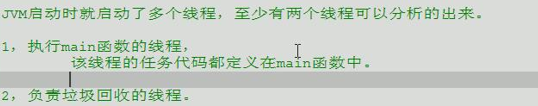 JVM启动时就启动了多个线程，至少有两个线程可以分析的出来。
1，执行main函数的线程，
该线程的任务代码都定义在main函数中。
2，负责垃圾回收的线程。